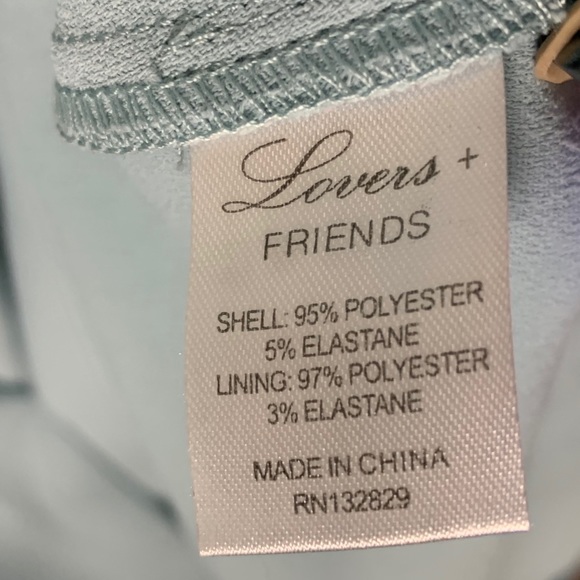 Lovers +
FRIENDS
SHELL: 95% POLYESTER
5% ELASTANE
LINING: 97% POLYESTER
3% ELASTANE
MADE IN CHINA
RN132829